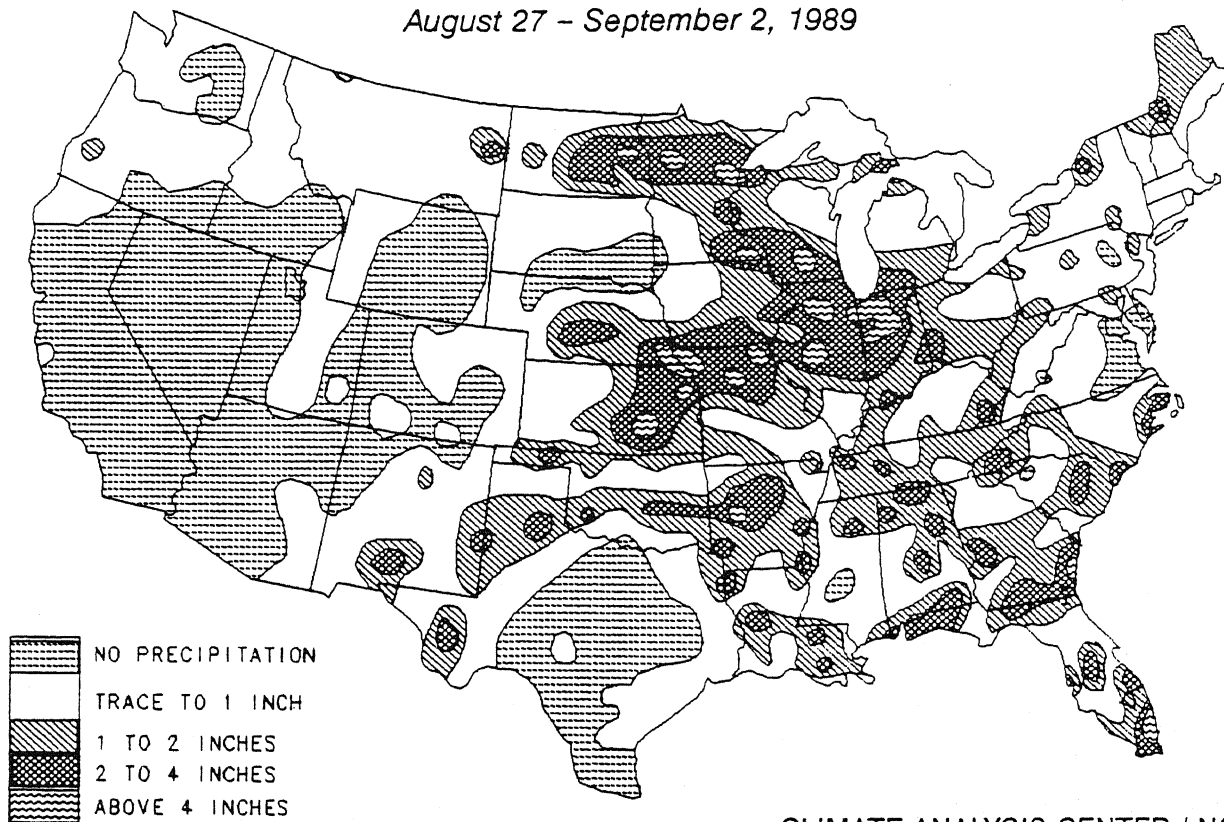 August 27 – September 2, 1989
NO PRECIPITATION
TRACE TO 1 INCH
1 TO 2 INCHES
2 TO 4 INCHES
ABOVE 4 INCHES
CLIMATE ANALYSIS CENTER /